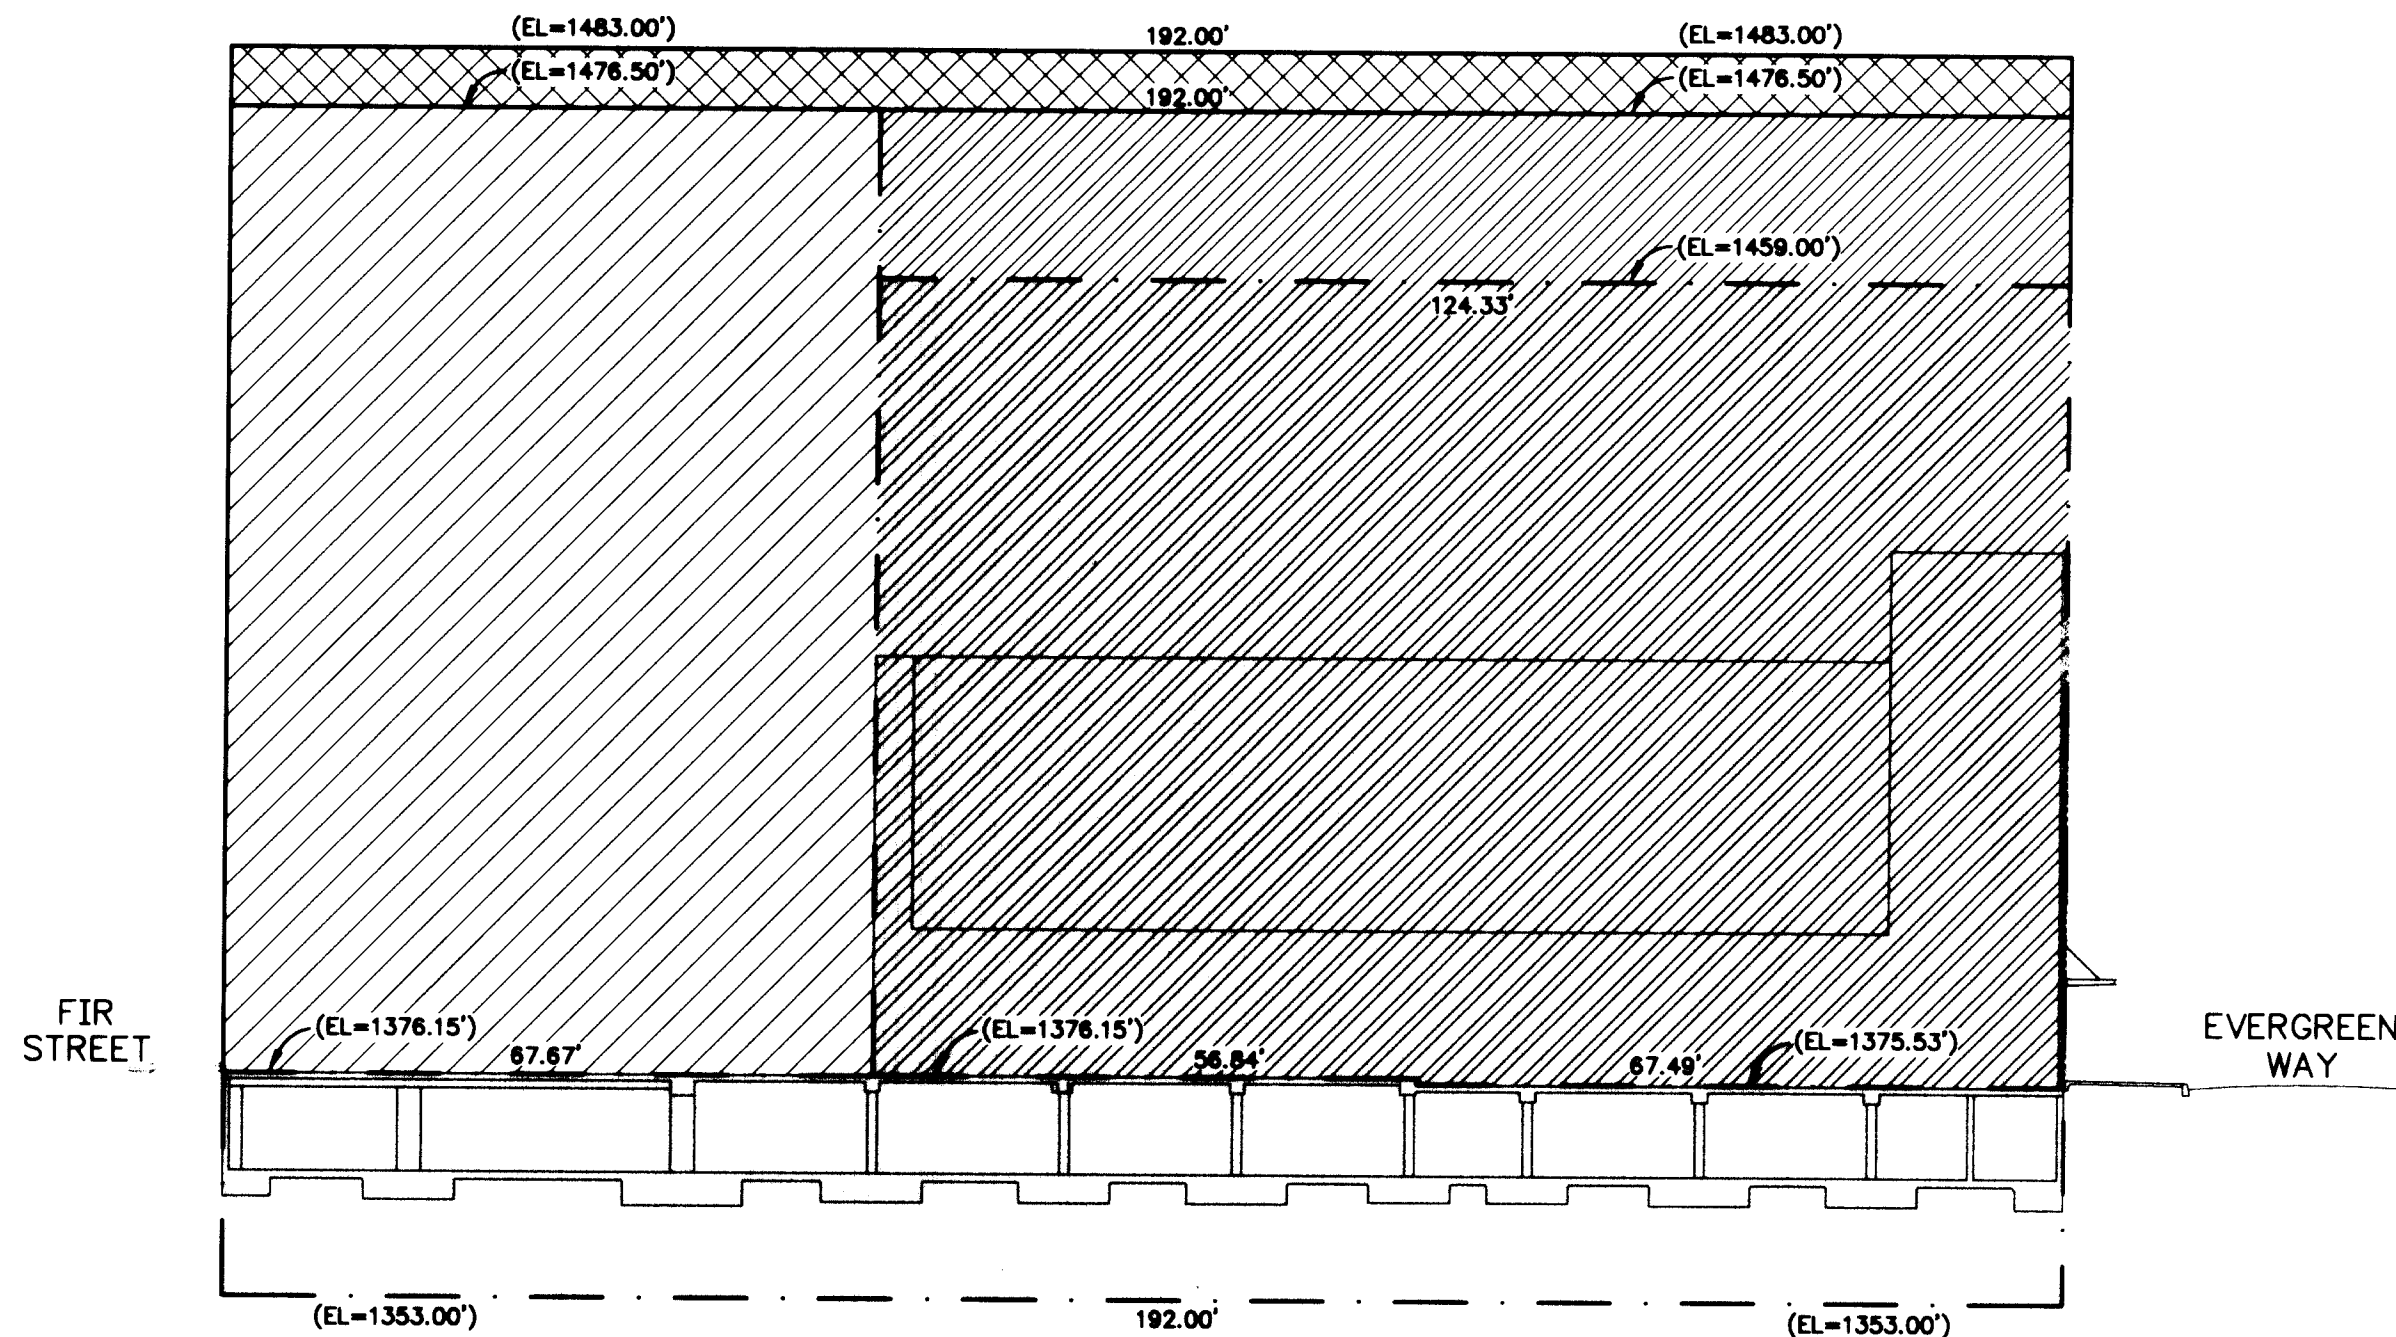 (EL=1483.00')
192.00'
(EL=1483.00')
(EL=1476.50')
(EL=1476.50')
192.00'
(EL=1459.00')
124.33'
FIR
STREET
(EL=1376.15')
67.67'
(EL=1376.15')
56.84'
67.49'
(EL=1375.53')
EVERGREEN
WAY
(EL=1353.00')
192.00'
(EL=1353.00')